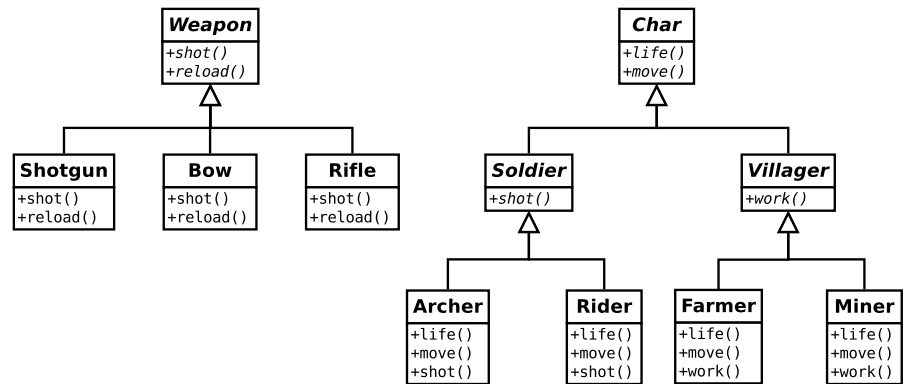 Weapon
+shot()
+reload()
Shotgun
+shot()
+reload()
Bow
+shot()
+reload()
Rifle
+shot()
+reload()
Char
+life()
+move()
Soldier
+shot()
Villager
+work()
Archer
+life()
+move()
+shot()
Rider
+life()
+move()
+shot()
Farmer
+life()
+move()
+work()
Miner
+life()
+move()
+work()